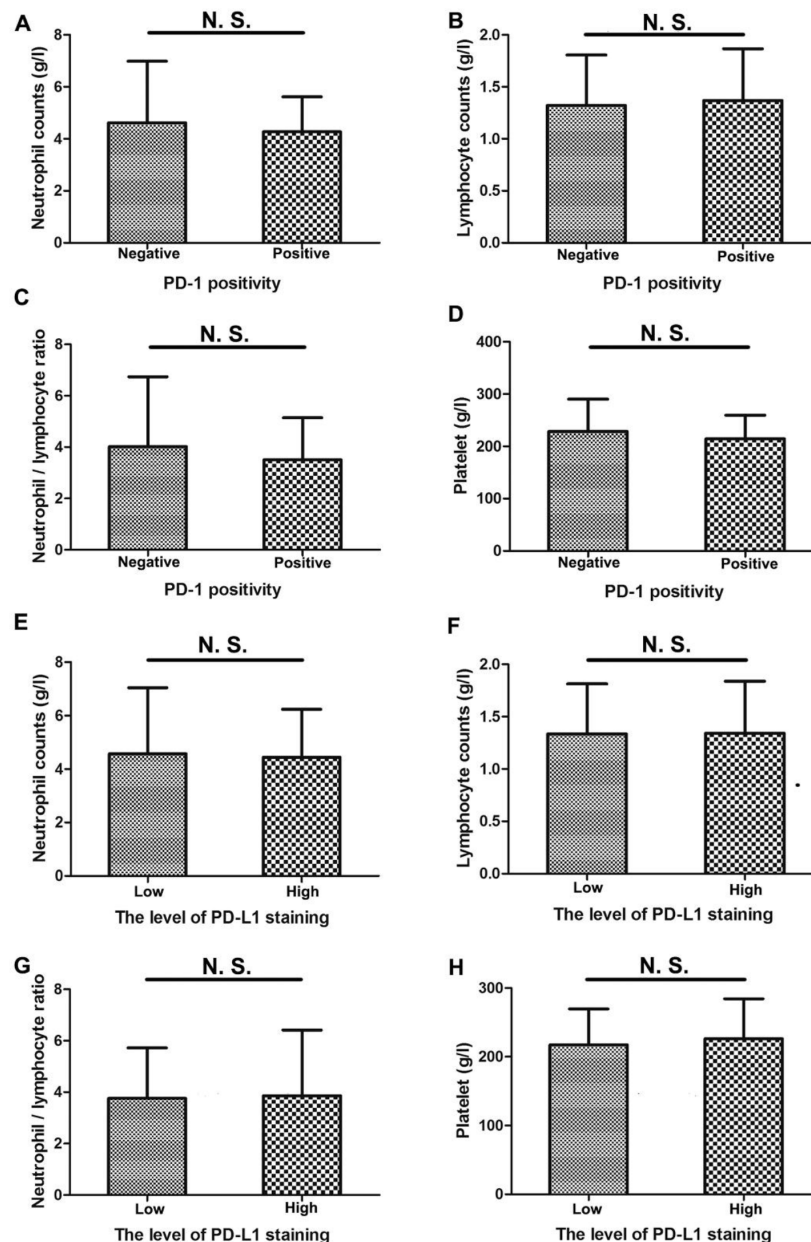 A
N. S.
Neutrophil counts (g/l)
8
6
4
2
0
Negative
Positive
PD-1 positivity
B
N. S.
Lymphocyte counts (g/l)
2.0
1.5
1.0
0.5
0.0
Negative
Positive
PD-1 positivity
C
N. S.
Neutrophil / lymphocyte ratio
8
6
4
2
0
Negative
Positive
PD-1 positivity
D
N. S.
Platelet (g/l)
400
300
200
100
0
Negative
Positive
PD-1 positivity
E
N. S.
Neutrophil counts (g/l)
8
6
4
2
0
Low
High
The level of PD-L1 staining
F
N. S.
Lymphocyte counts (g/l)
2.0
1.5
1.0
0.5
0.0
Low
High
The level of PD-L1 staining
G
N. S.
Neutrophil / lymphocyte ratio
8
6
4
2
0
Low
High
The level of PD-L1 staining
H
N. S.
Platelet (g/l)
300
200
100
0
Low
High
The level of PD-L1 staining